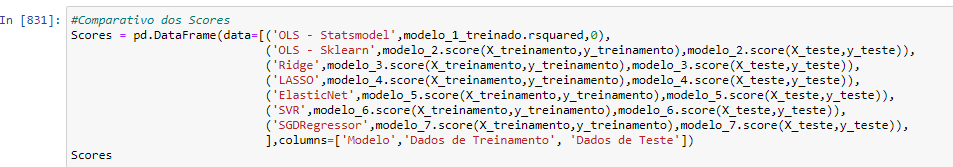 In [831]: #Comparativo dos Scores
Scores = pd.DataFrame(data=[('OLS - Statsmodel',modelo_1_treinado.rsquared,0),
('OLS - Sklearn',modelo_2.score(X_treinamento,y_treinamento),modelo_2.score(X_teste,y_teste)),
('Ridge',modelo_3.score(X_treinamento,y_treinamento),modelo_3.score(X_teste,y_teste)),
('LASSO',modelo_4.score(X_treinamento,y_treinamento),modelo_4.score(X_teste,y_teste)),
('ElasticNet',modelo_5.score(X_treinamento,y_treinamento),modelo_5.score(X_teste,y_teste)),
('SVR',modelo_6.score(X_treinamento,y_treinamento),modelo_6.score(X_teste,y_teste)),
('SGDRegressor',modelo_7.score(X_treinamento,y_treinamento),modelo_7.score(X_teste,y_teste)),
],columns=['Modelo','Dados de Treinamento', 'Dados de Teste'])
Scores